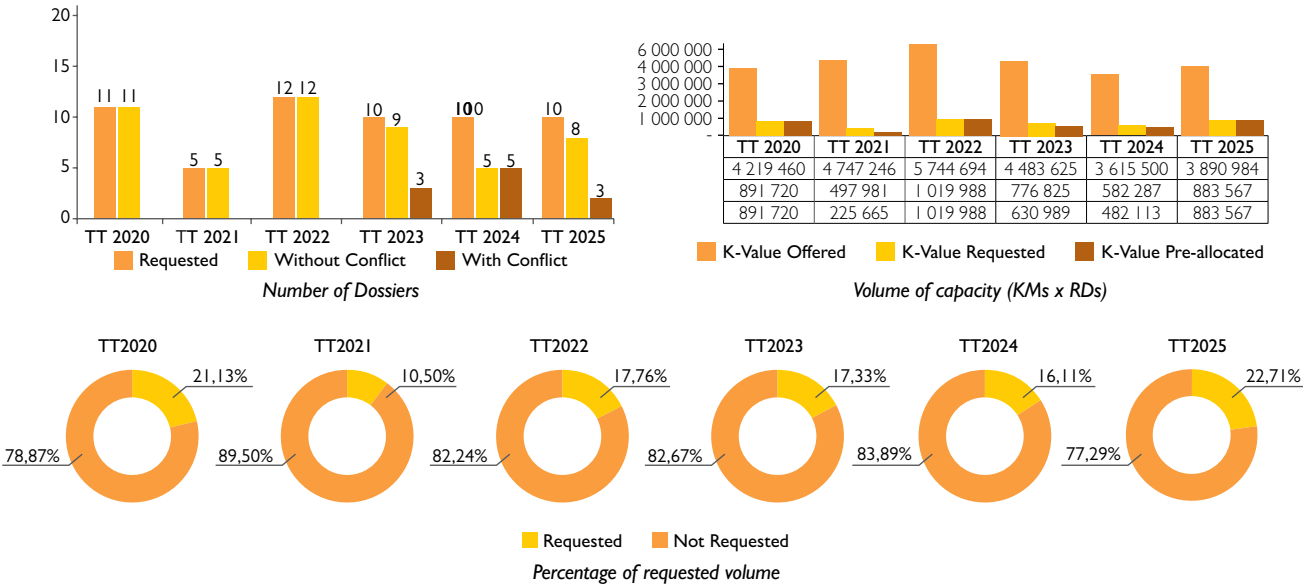 20
15
10
5
0
11 11
5 5
12 12
10 9 3
10 10 5 5
10 8 3
TT 2020 TT 2021 TT 2022 TT 2023 TT 2024 TT 2025
Requested Without Conflict With Conflict
Number of Dossiers
6 000 000
4 000 000
3 000 000
2 000 000
1 000 000
-
TT 2020 TT 2021 TT 2022 TT 2023 TT 2024 TT 2025
4 219 460 4 747 246 5 744 694 4 483 625 3 615 500 3 890 984
891 720 497 981 1 019 988 776 825 582 287 883 567
891 720 225 665 1 019 988 630 989 482 113 883 567
K-Value Offered K-Value Requested K-Value Pre-allocated
Volume of capacity (KMs x RDs)
TT2020 TT2021 TT2022 TT2023 TT2024 TT2025
21,13% 10,50% 17,76% 17,33% 16,11% 22,71%
78,87% 89,50% 82,24% 82,67% 83,89% 77,29%
Requested Not Requested
Percentage of requested volume